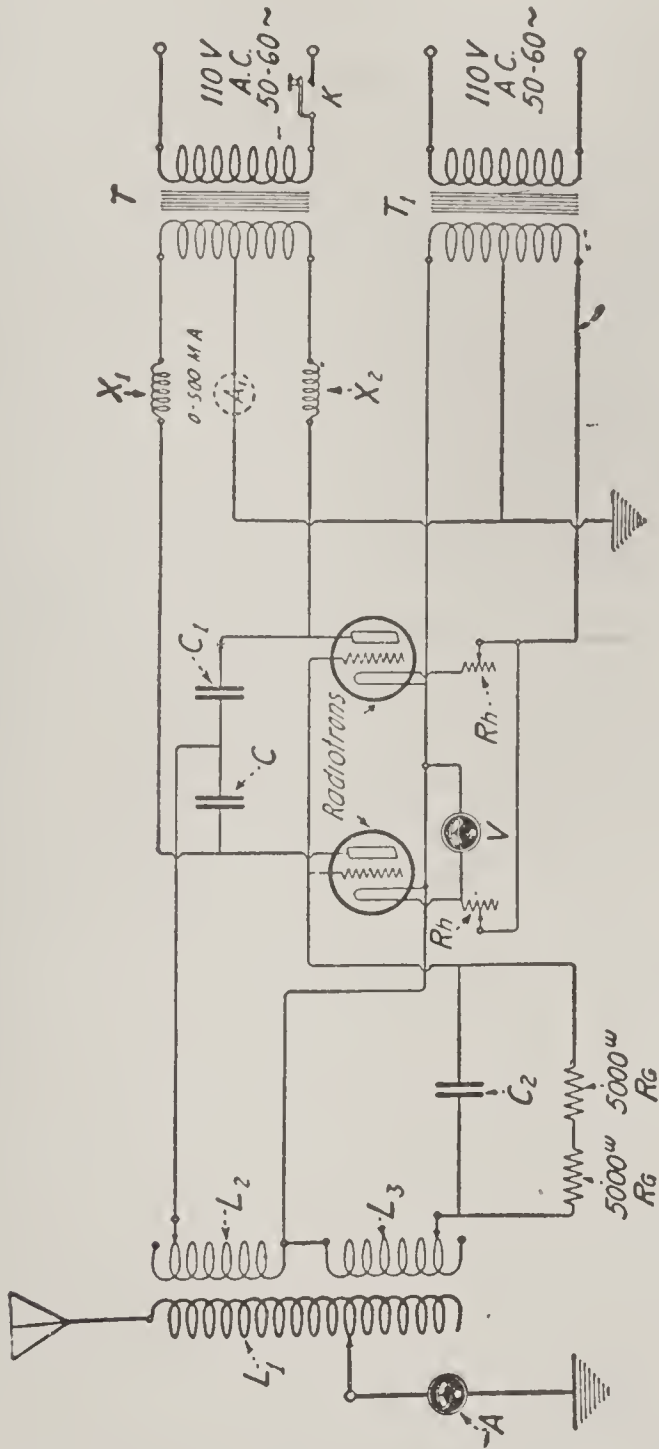 T
110 V
A.C.
50-60~
K
X1
0-500 MA
A1
X2
T1
110 V
A C
50-60~
C1
C
Radiotrons
Rh
V
Rh
L2
L3
L1
C2
A
5000ω
RG
5000ω
RG